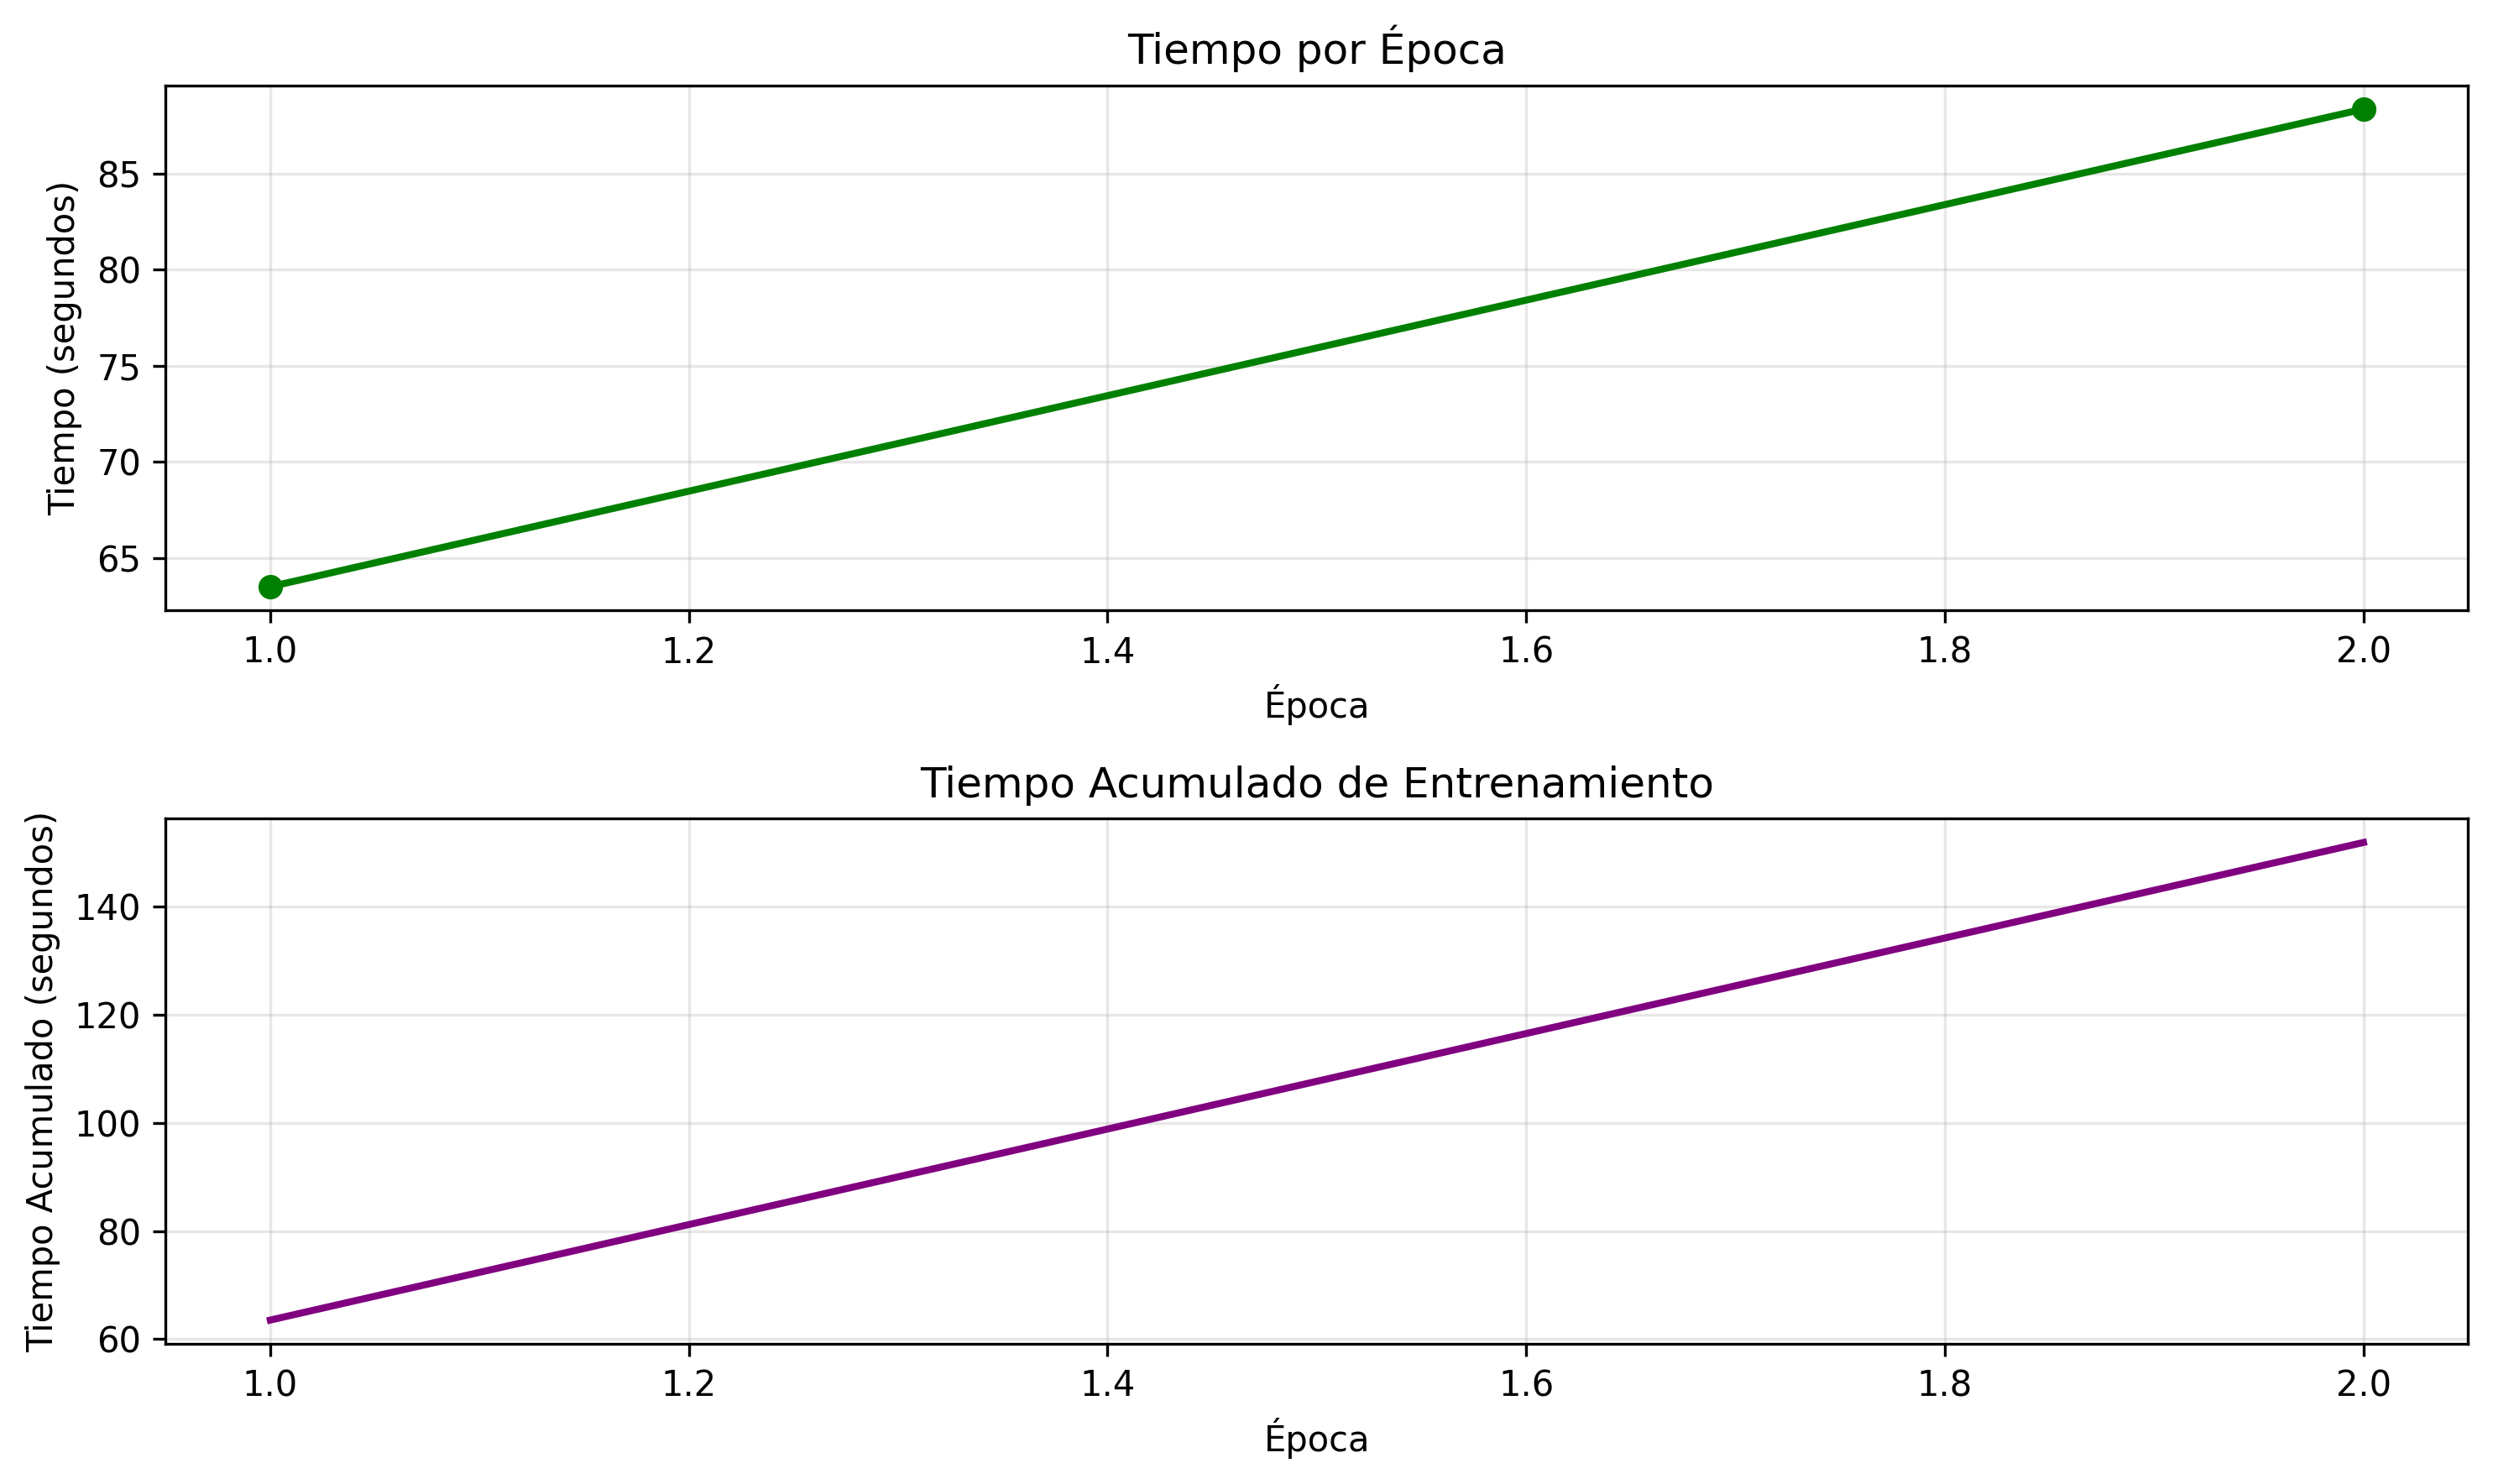 Tiempo por Época
Tiempo (segundos)
85
80
75
70
65
1.0 1.2 1.4 1.6 1.8 2.0
Época
Tiempo Acumulado de Entrenamiento
Tiempo Acumulado (segundos)
140
120
100
80
60
1.0 1.2 1.4 1.6 1.8 2.0
Época